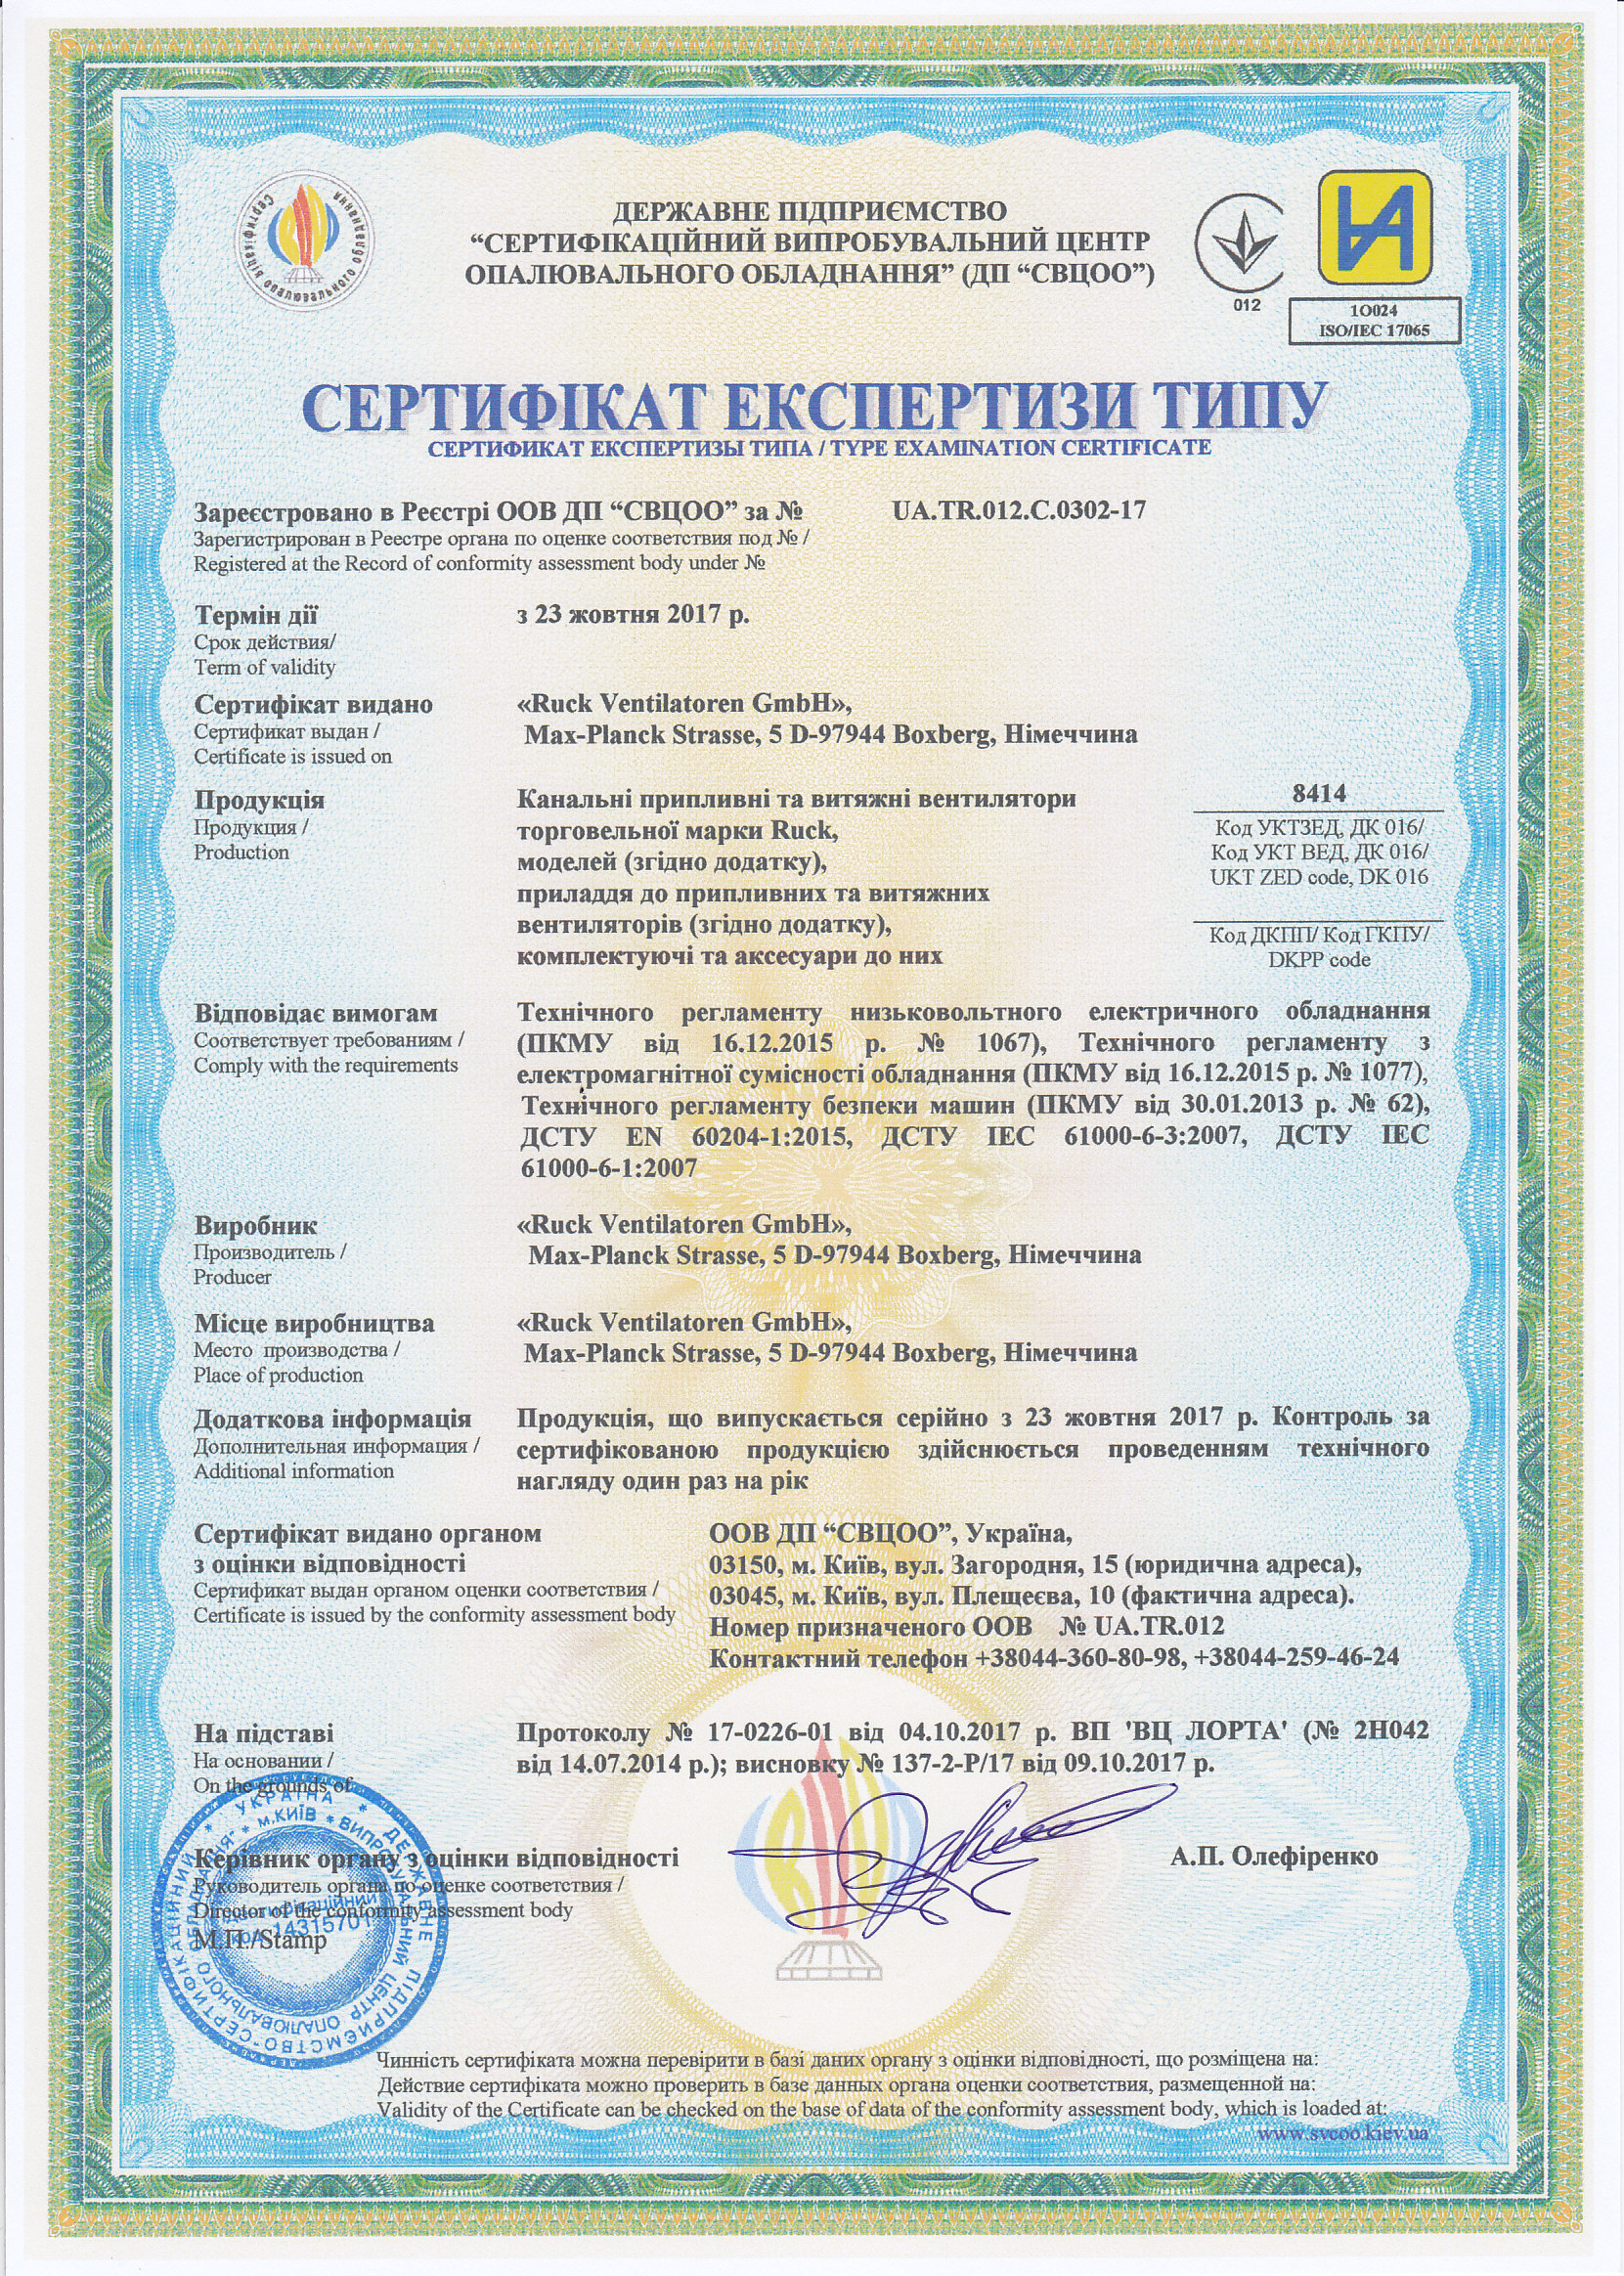 ДЕРЖАВНЕ ПІДПРИЄМСТВО
“СЕРТИФІКАЦІЙНИЙ ВИПРОБУВАЛЬНИЙ ЦЕНТР
ОПАЛЮВАЛЬНОГО ОБЛАДНАННЯ” (ДП “СВЦОО”)
012
1О024
ISO/IEC 17065
СЕРТИФІКАТ ЕКСПЕРТИЗИ ТИПУ
СЕРТИФИКАТ ЕКСПЕРТИЗЫ ТИПА / TYPE EXAMINATION CERTIFICATE
Зареєстровано в Реєстрі ООВ ДП “СВЦОО” за № UA.TR.012.C.0302-17
Зарегистрирован в Реестре органа по оценке соответствия под № /
Registered at the Record of conformity assessment body under №
Термін дії з 23 жовтня 2017 р.
Срок действия/
Term of validity
Сертифікат видано «Ruck Ventilatoren GmbH»,
Сертификат выдан / Max-Planck Strasse, 5 D-97944 Boxberg, Німеччина
Certificate is issued on
Продукція
Продукция /
Production
Канальні припливні та витяжні вентилятори
торговельної марки Ruck,
моделей (згідно додатку),
приладдя до припливних та витяжних
вентиляторів (згідно додатку),
комплектуючі та аксесуари до них
8414
Код УКТЗЕД, ДК 016/
Код УКТ ВЕД, ДК 016/
UKT ZED code, DK 016
Код ДКПП/ Код ГКПУ/
DKPP code
Відповідає вимогам
Соответствует требованиям /
Comply with the requirements
Технічного регламенту низьковольтного електричного обладнання
(ПКМУ від 16.12.2015 р. № 1067), Технічного регламенту з
електромагнітної сумісності обладнання (ПКМУ від 16.12.2015 р. № 1077),
Технічного регламенту безпеки машин (ПКМУ від 30.01.2013 р. № 62),
ДСТУ EN 60204-1:2015, ДСТУ IEC 61000-6-3:2007, ДСТУ IEC
61000-6-1:2007
Виробник «Ruck Ventilatoren GmbH»,
Производитель / Max-Planck Strasse, 5 D-97944 Boxberg, Німеччина
Producer
Місце виробництва «Ruck Ventilatoren GmbH»,
Место производства / Max-Planck Strasse, 5 D-97944 Boxberg, Німеччина
Place of production
Додаткова інформація
Дополнительная информация /
Additional information
Продукція, що випускається серійно з 23 жовтня 2017 р. Контроль за
сертифікованою продукцією здійснюється проведенням технічного
нагляду один раз на рік
Сертифікат видано органом
з оцінки відповідності
Сертификат выдан органом оценки соответствия /
Certificate is issued by the conformity assessment body
ООВ ДП “СВЦОО”, Україна,
03150, м. Київ, вул. Загородня, 15 (юридична адреса),
03045, м. Київ, вул. Плещеєва, 10 (фактична адреса).
Номер призначеного ООВ № UA.TR.012
Контактний телефон +38044-360-80-98, +38044-259-46-24
На підставі
На основании /
On the grounds of
Протоколу № 17-0226-01 від 04.10.2017 р. ВП 'ВЦ ЛОРТА' (№ 2Н042
від 14.07.2014 р.); висновку № 137-2-Р/17 від 09.10.2017 р.
Керівник органу з оцінки відповідності А.П. Олефіренко
Руководитель органа по оценке соответствия /
Director of the conformity assessment body
М.П./Stamp
УКРАЇНА * ДЕРЖАВНЕ ПІДПРИЄМСТВО
м.КИЇВ * ВИПРОБУВАЛЬНИЙ ЦЕНТР ОПАЛЮВАЛЬНОГО
Чинність сертифіката можна перевірити в базі даних органу з оцінки відповідності, що розміщена на:
Действие сертифіката можно проверить в базе данных органа оценки соответствия, размещенной на:
Validity of the Certificate can be checked on the base of data of the conformity assessment body, which is loaded at:
www.svcoo.kiev.ua